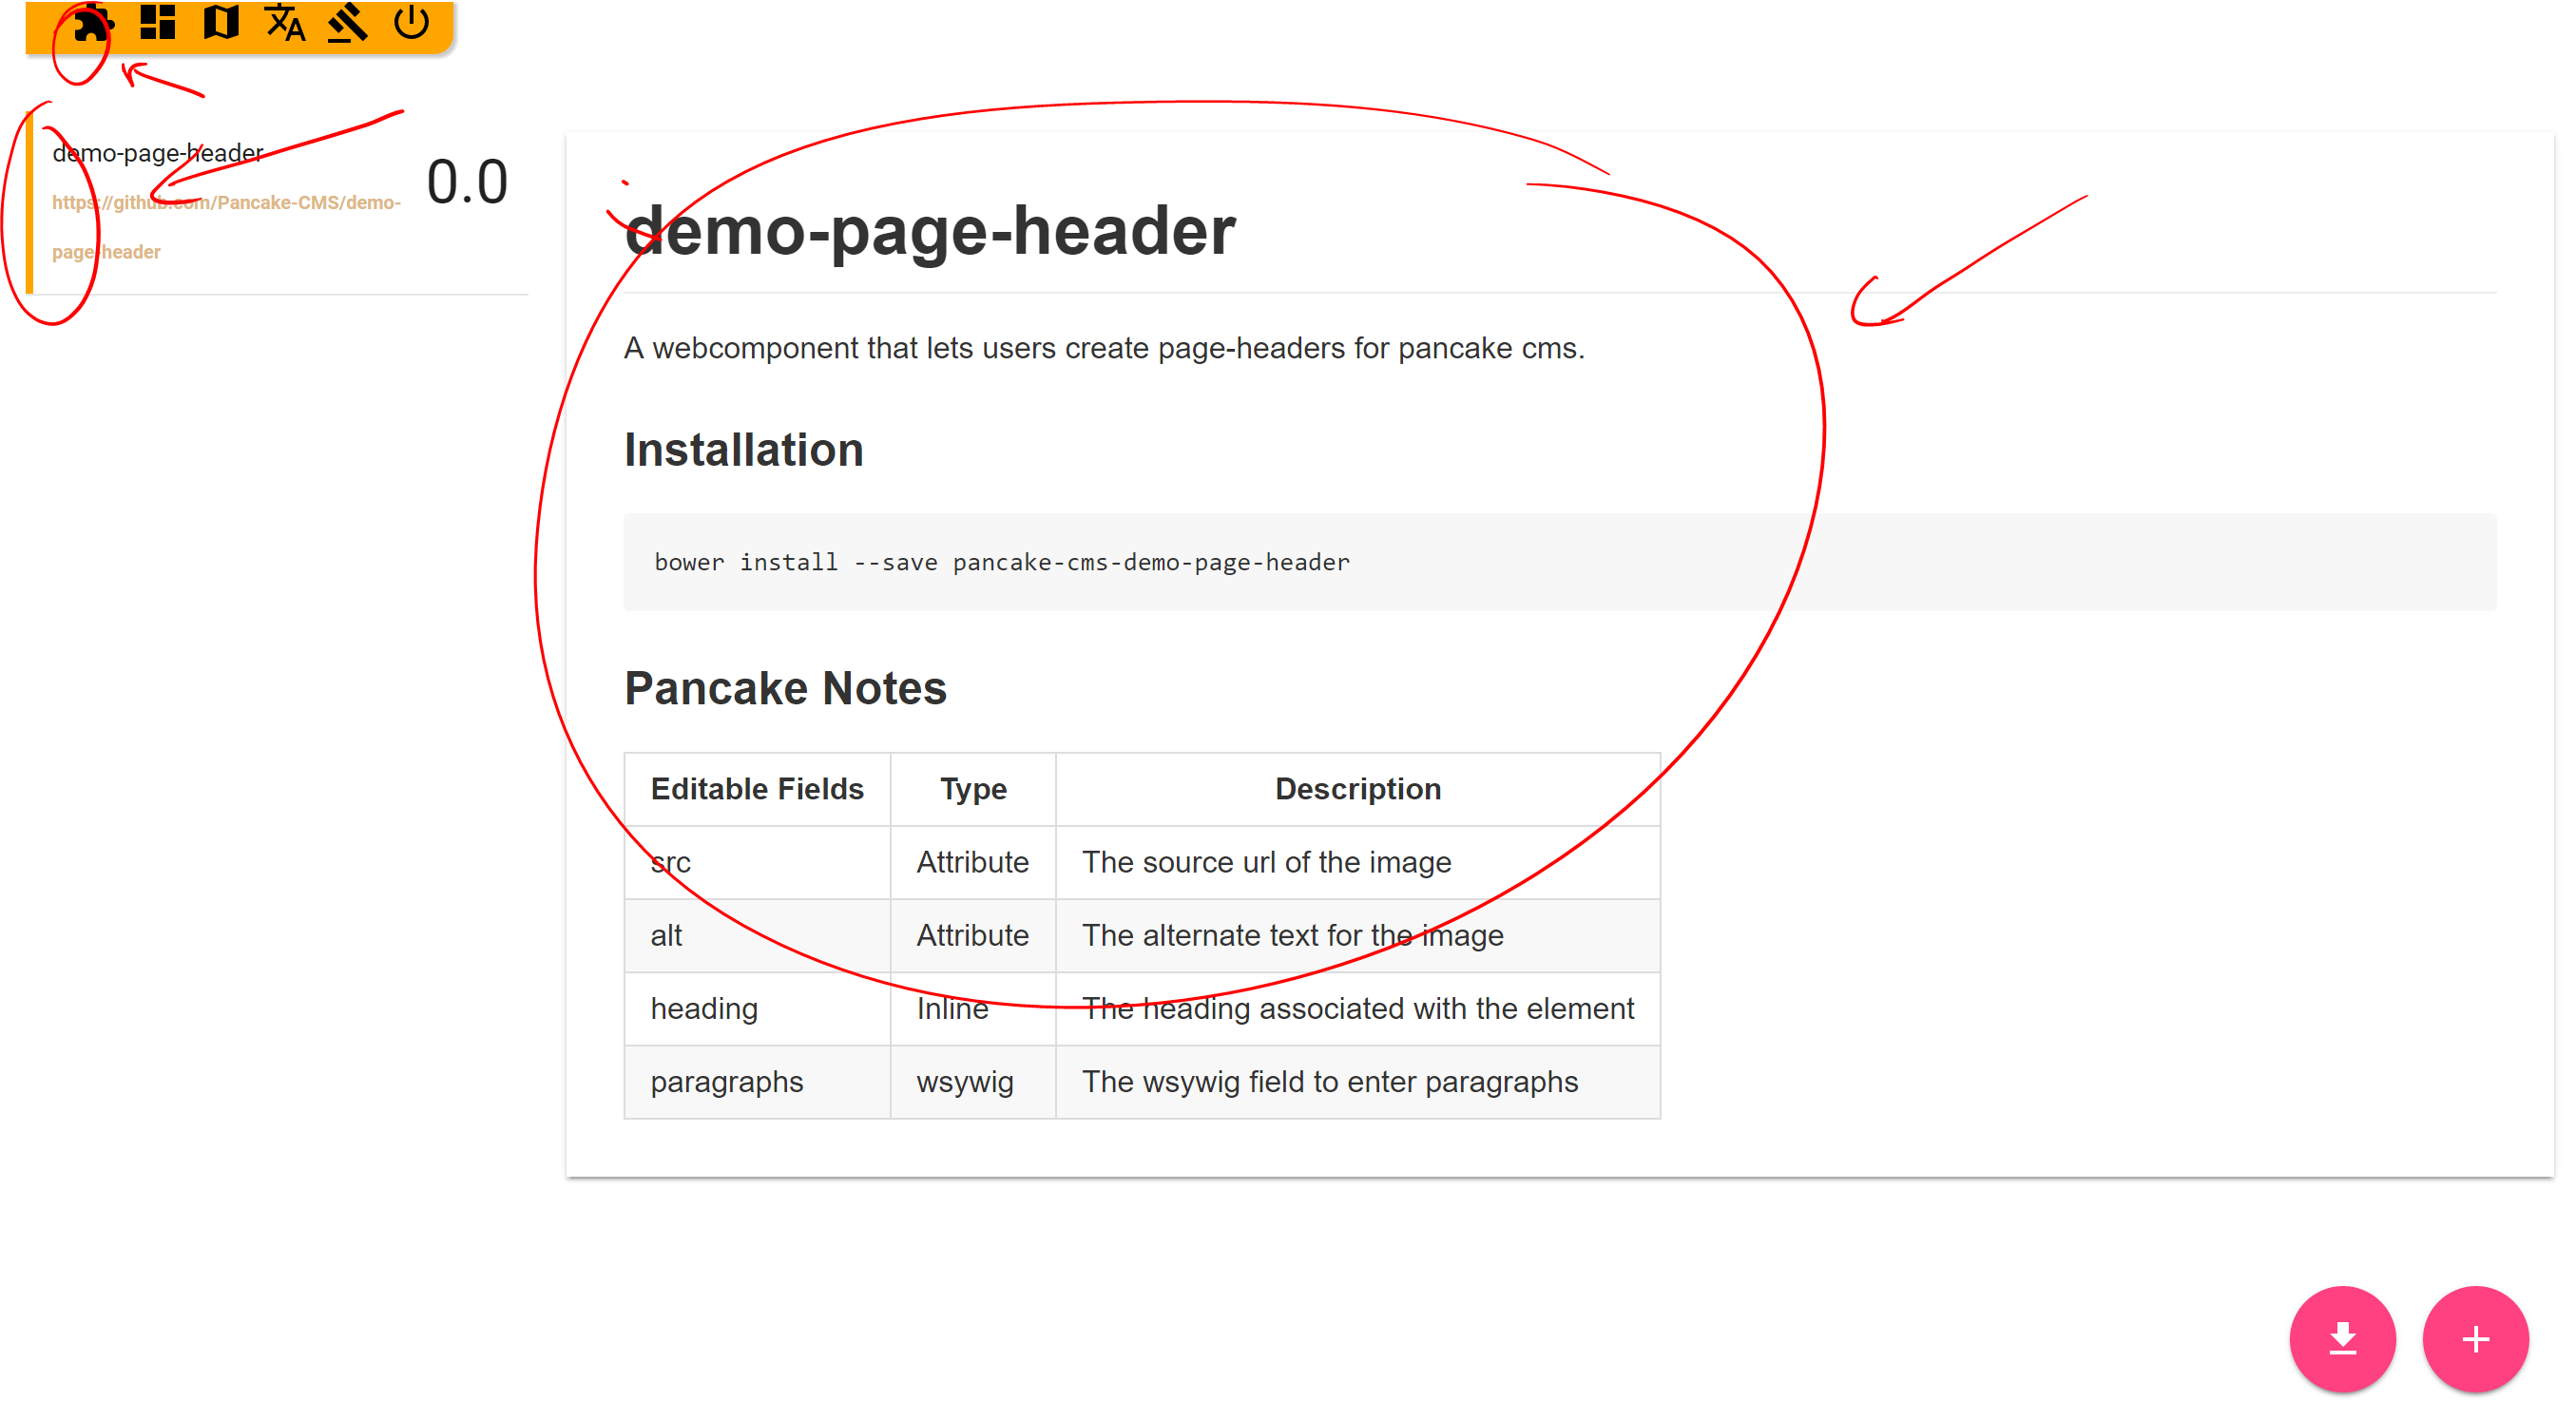 demo-page-header
https://github.com/Pancake-CMS/demo-
page-header
0.0
demo-page-header
A webcomponent that lets users create page-headers for pancake cms.
Installation
bower install --save pancake-cms-demo-page-header
Pancake Notes
Editable Fields Type Description
src Attribute The source url of the image
alt Attribute The alternate text for the image
heading Inline The heading associated with the element
paragraphs wsywig The wsywig field to enter paragraphs